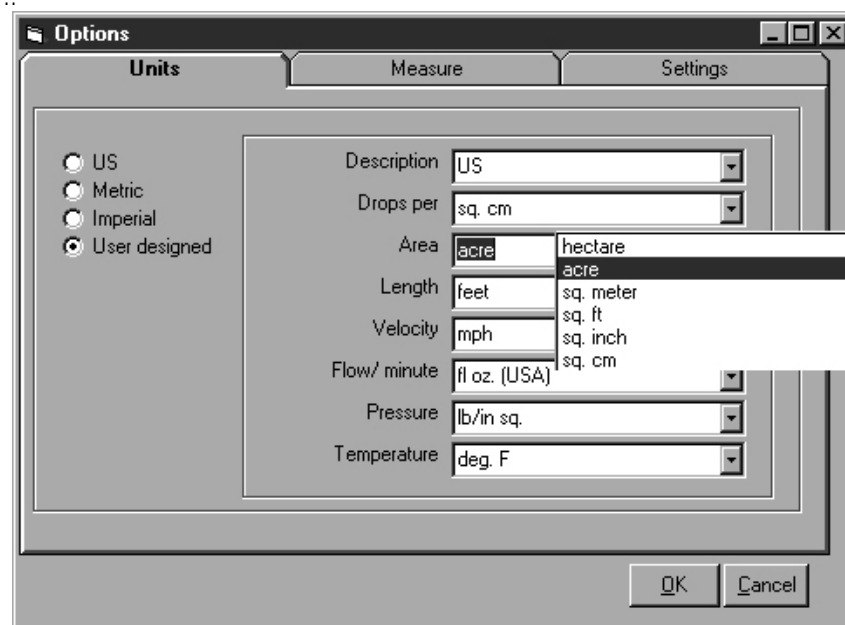 ..
Options
Units Measure Settings
US
Metric
Imperial
User designed
Description US
Drops per sq. cm
Area acre
Length feet
Velocity mph
Flow/ minute fl oz. (USA)
Pressure lb/in sq.
Temperature deg. F
hectare
acre
sq. meter
sq. ft
sq. inch
sq. cm
OK Cancel